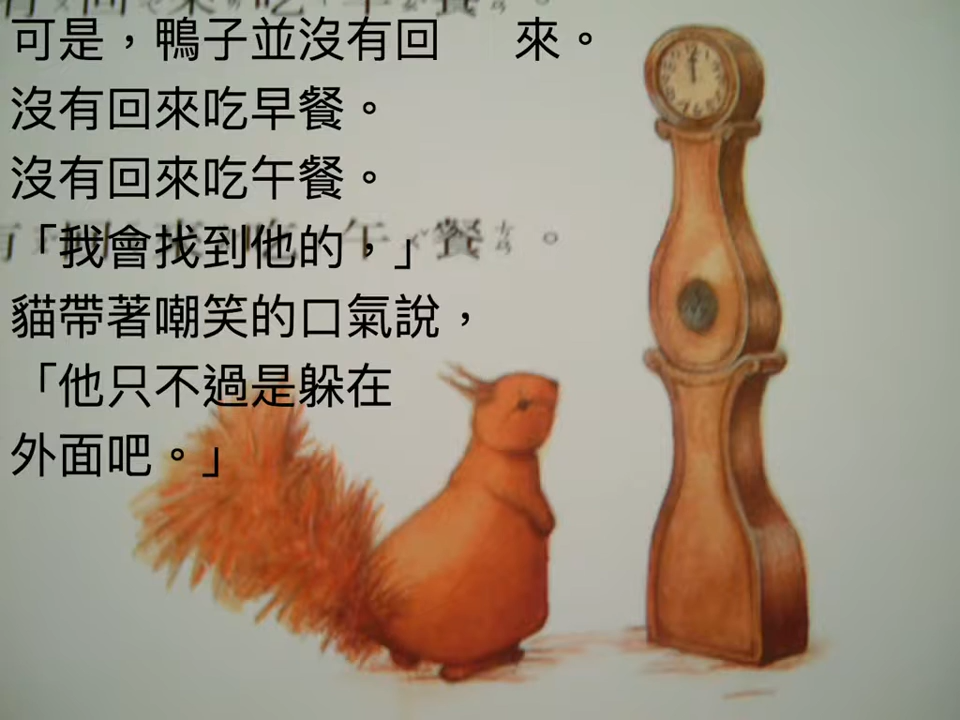 可是，鴨子並沒有回　來。
沒有回來吃早餐。
沒有回來吃午餐。
「我會找到他的，」
貓帶著嘲笑的口氣說，
「他只不過是躲在
外面吧。」